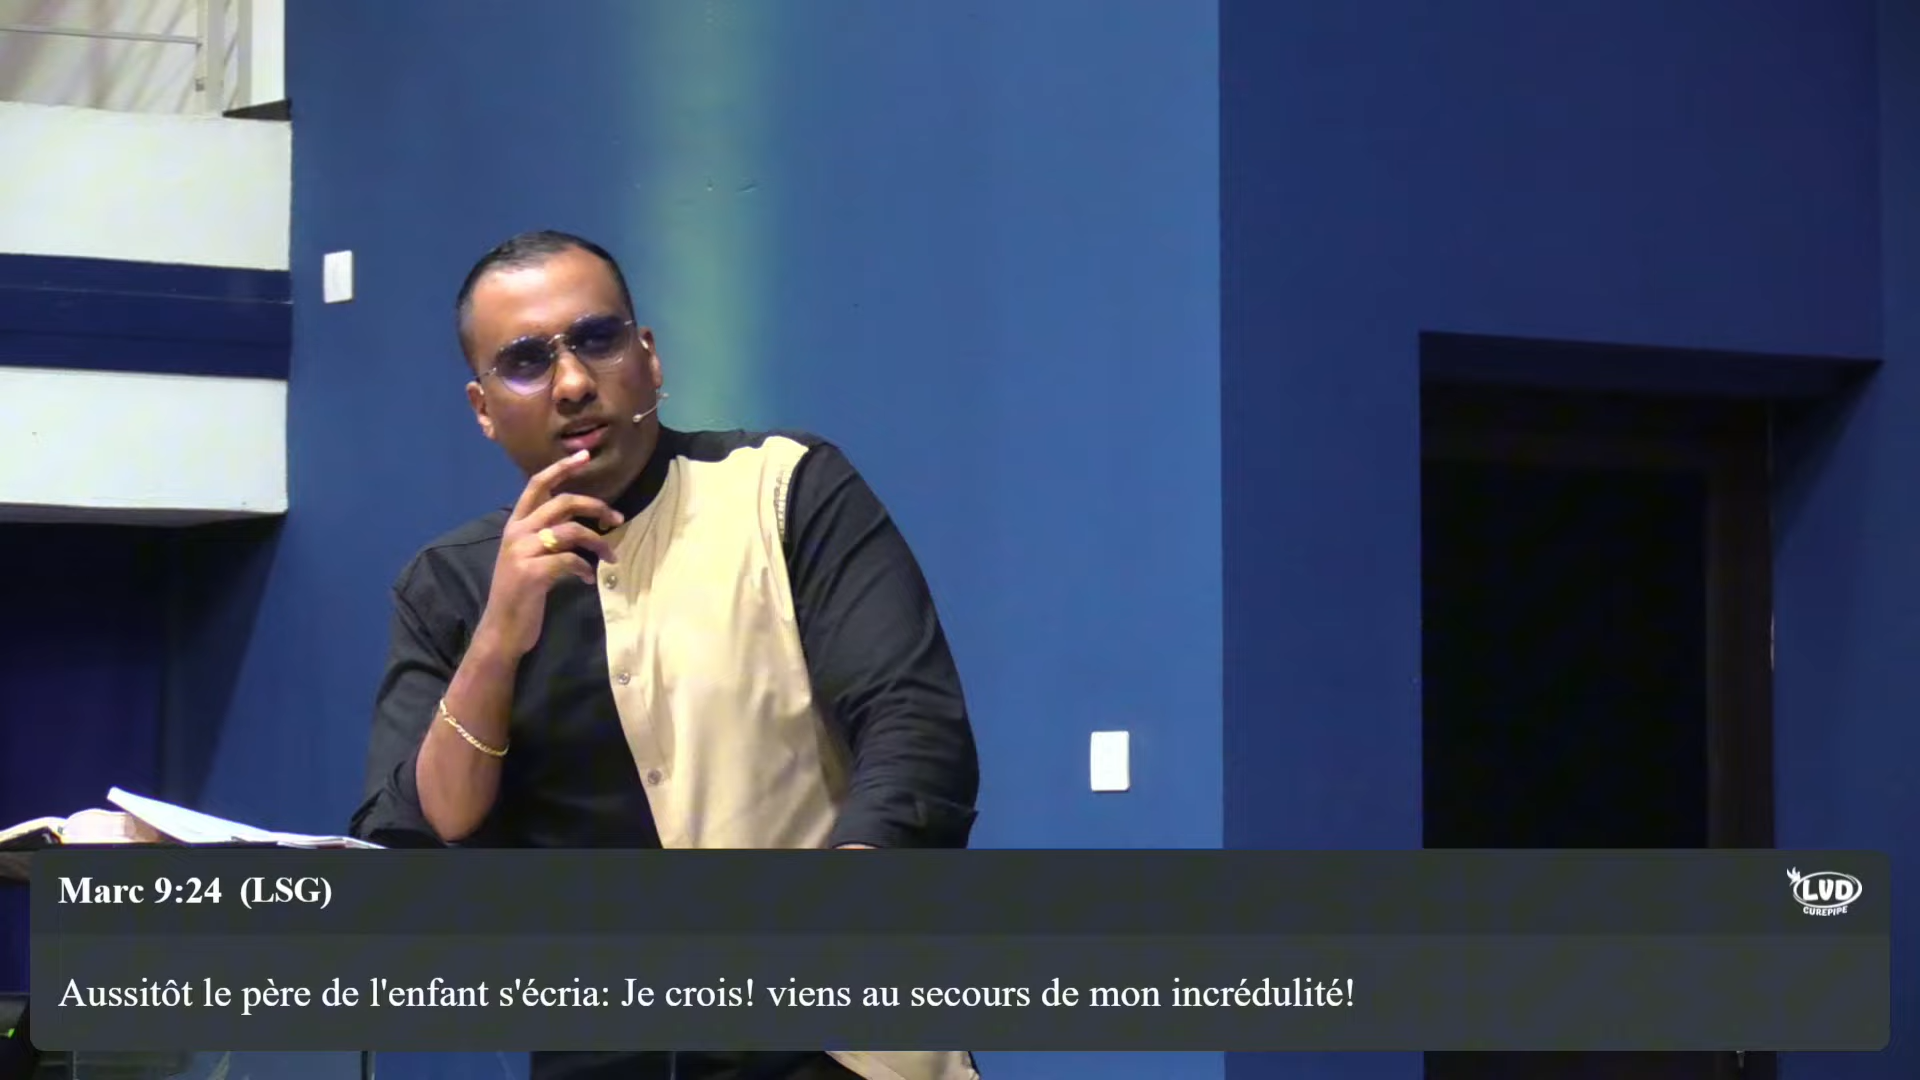 Marc 9:24 (LSG)
LVD
CUREPIPE
Aussitôt le père de l'enfant s'écria: Je crois! viens au secours de mon incrédulité!